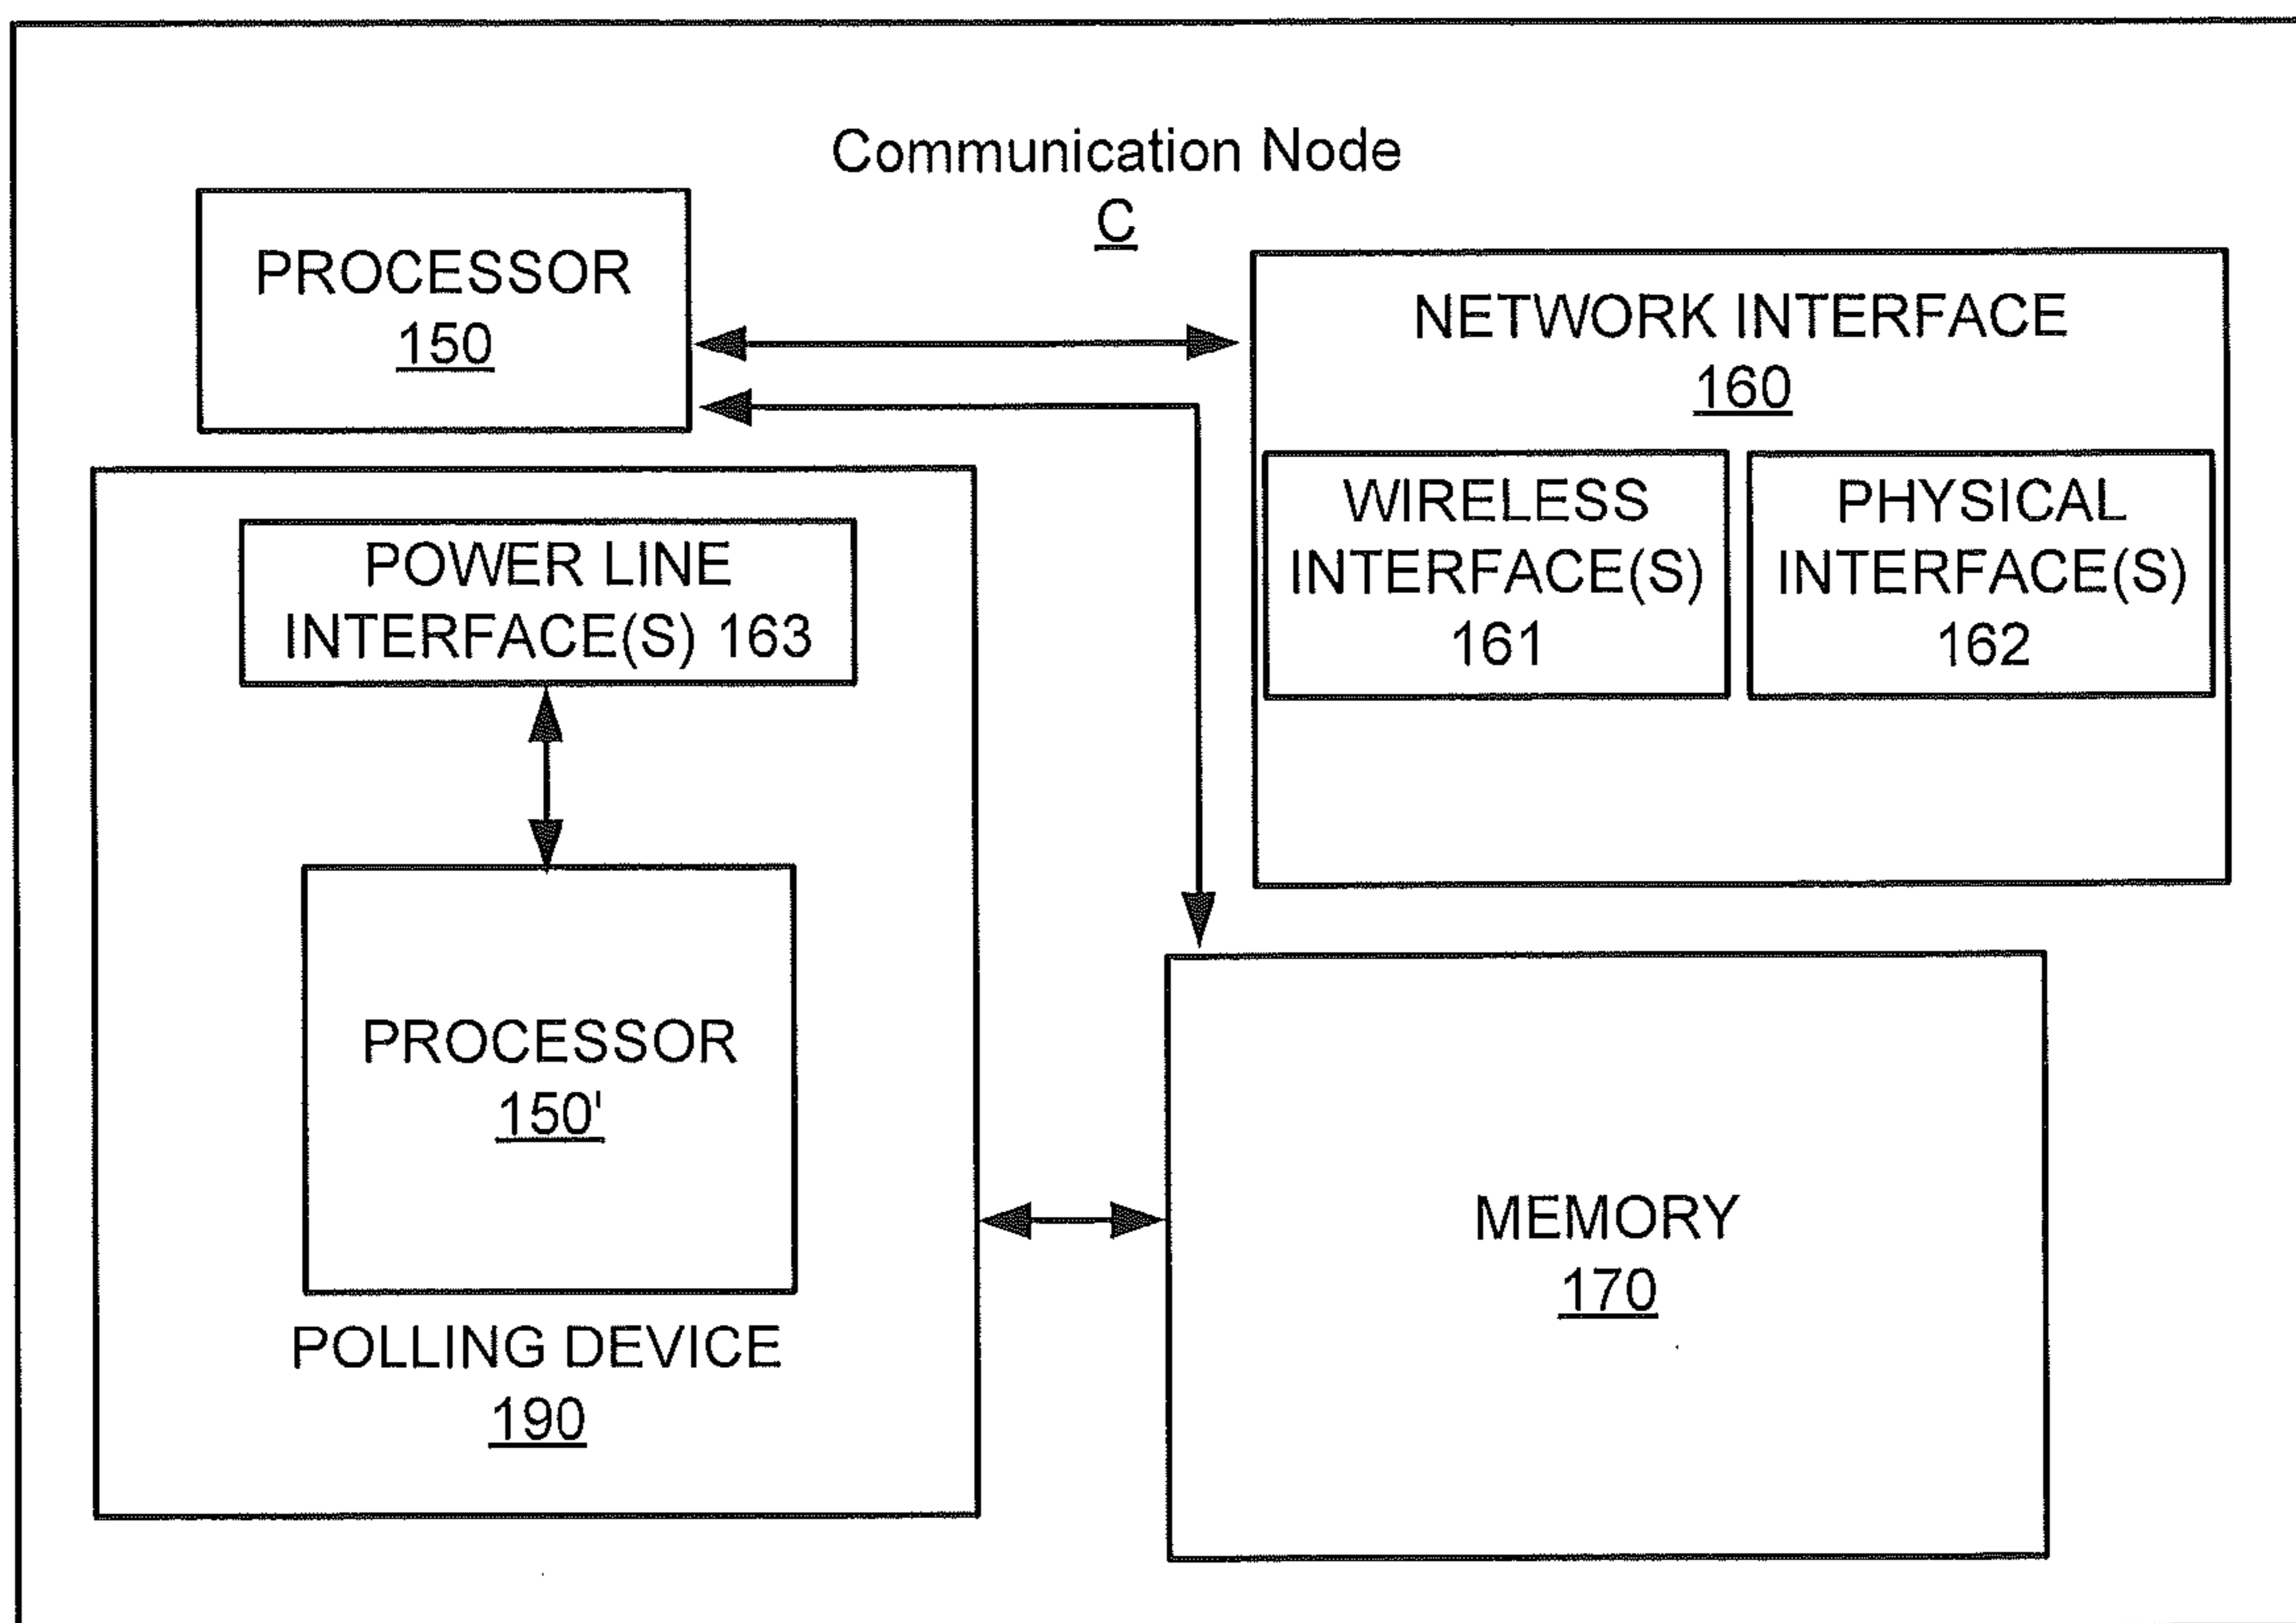 Communication Node
C
PROCESSOR
150
NETWORK INTERFACE
160
WIRELESS
INTERFACE(S)
161
PHYSICAL
INTERFACE(S)
162
POWER LINE
INTERFACE(S) 163
PROCESSOR
150'
POLLING DEVICE
190
MEMORY
170